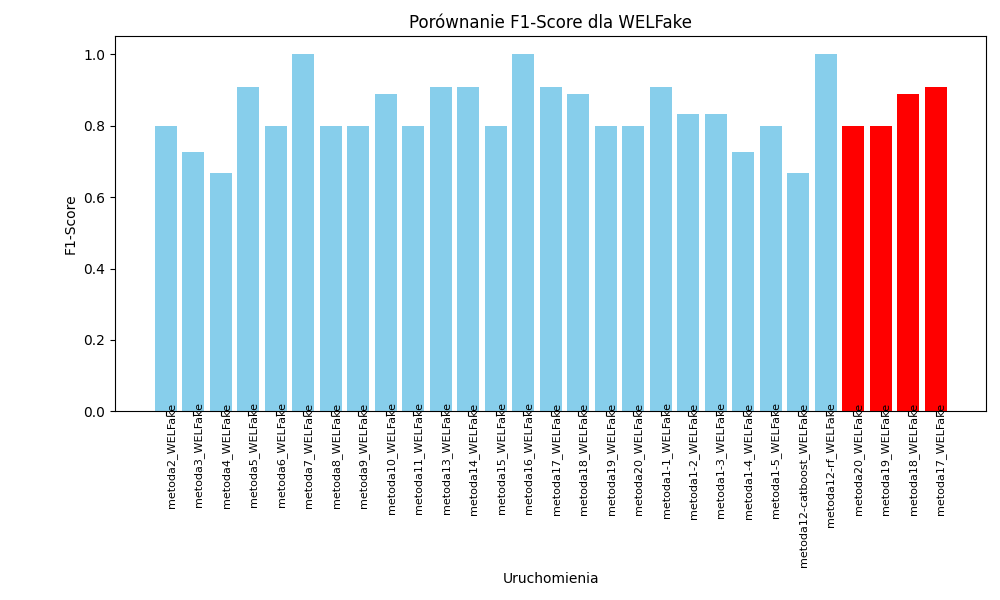 Porównanie F1-Score dla WELFake
F1-Score
1.0
0.8
0.6
0.4
0.2
0.0
metoda2_WELFake
metoda3_WELFake
metoda4_WELFake
metoda5_WELFake
metoda6_WELFake
metoda7_WELFake
metoda8_WELFake
metoda9_WELFake
metoda10_WELFake
metoda11_WELFake
metoda13_WELFake
metoda14_WELFake
metoda15_WELFake
metoda16_WELFake
metoda17_WELFake
metoda18_WELFake
metoda19_WELFake
metoda20_WELFake
metoda1-1_WELFake
metoda1-2_WELFake
metoda1-3_WELFake
metoda1-4_WELFake
metoda1-5_WELFake
metoda12-catboost_WELFake
metoda12-rf_WELFake
metoda20_WELFake
metoda19_WELFake
metoda18_WELFake
metoda17_WELFake
Uruchomienia